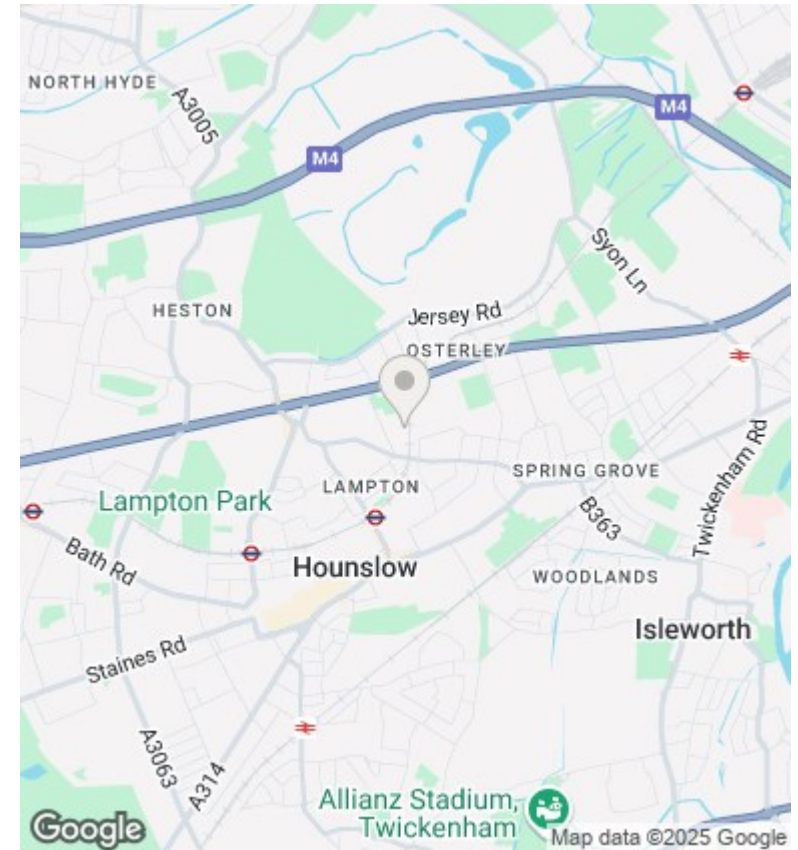 NORTH HYDE
A3005
M4
M4
Syon Ln
HESTON
Jersey Rd
OSTERLEY
Twickenham Rd
SPRING GROVE
LAMPTON
Lampton Park
B363
Bath Rd
Hounslow
WOODLANDS
Isleworth
Staines Rd
A3063
A314
Allianz Stadium,
Twickenham
Google
Map data ©2025 Google